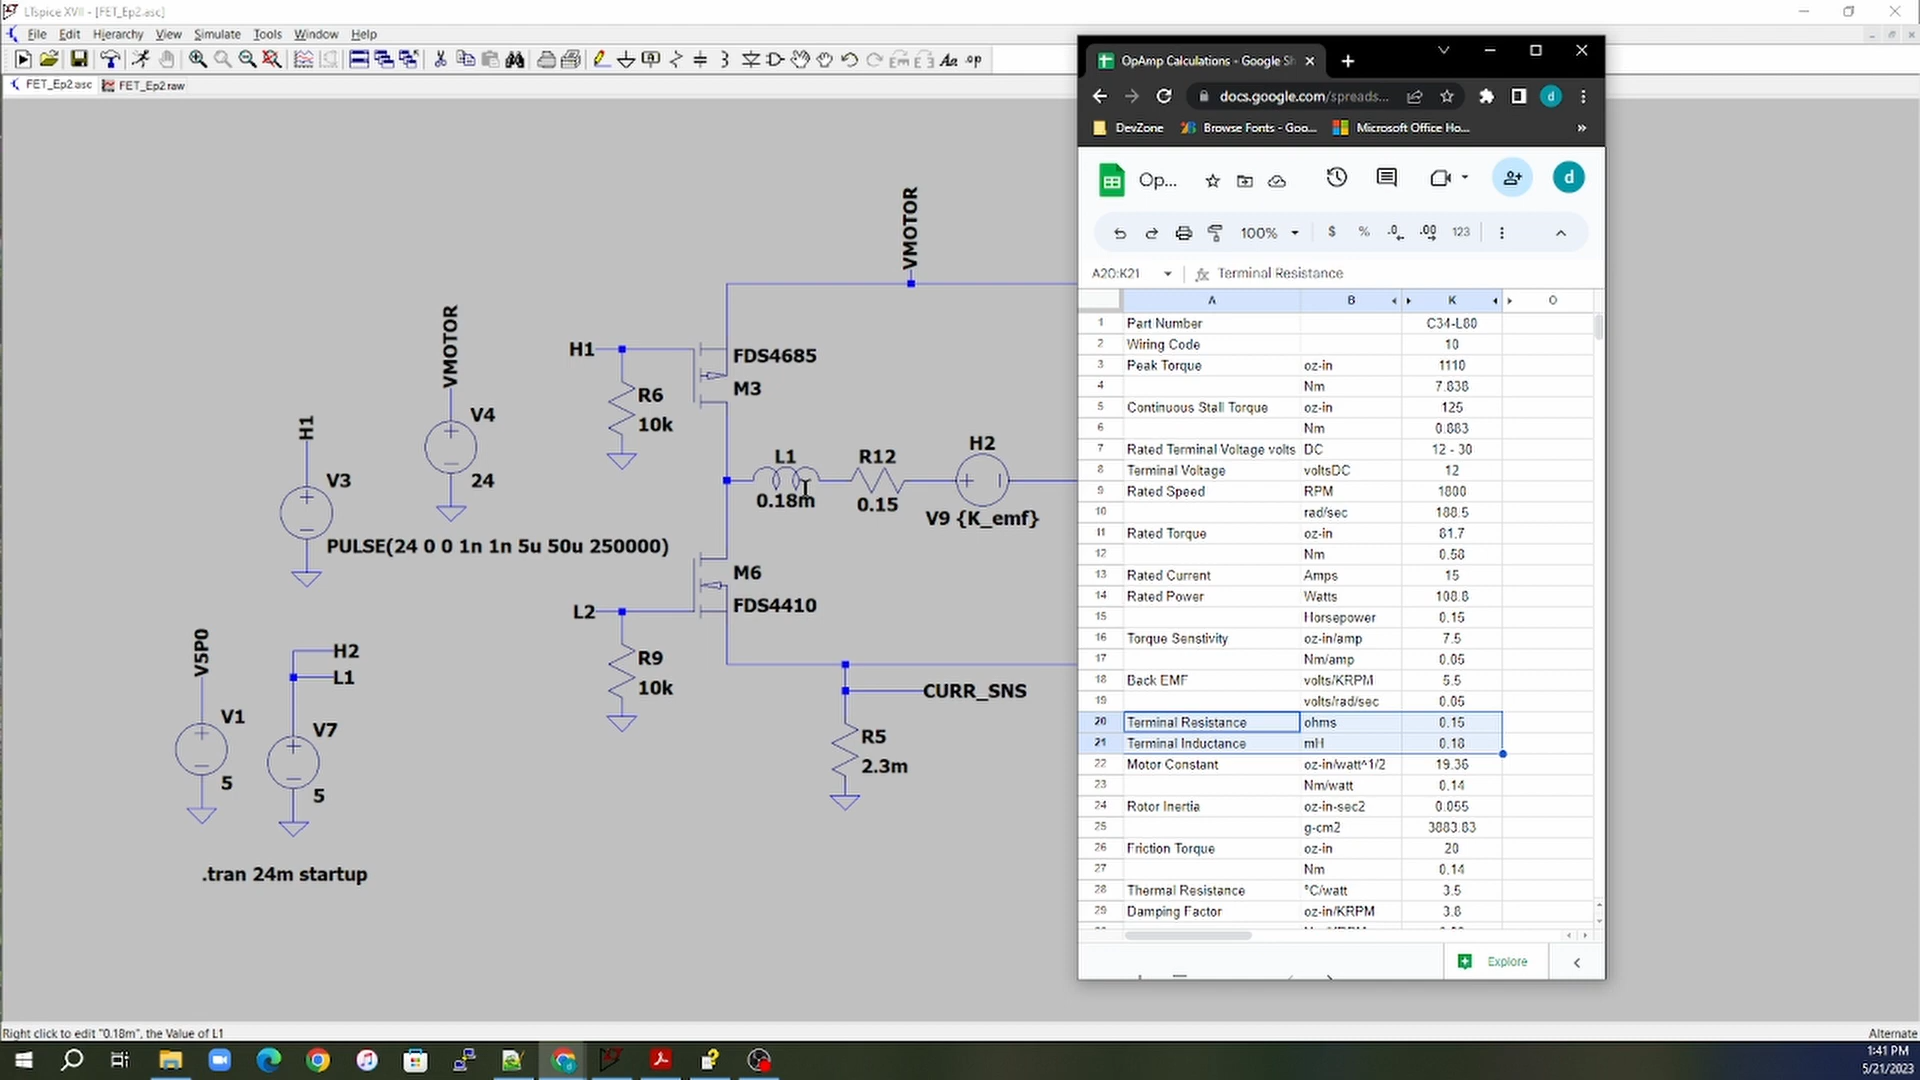 LTspice XVII - [FET_Ep2.asc]
File Edit Hierarchy View Simulate Tools Window Help
FET_Ep2.asc FET_Ep2.raw
VMOTOR
H1
FDS4685
M3
R6
10k
VMOTOR
V4
24
H1
V3
PULSE(24 0 0 1n 1n 5u 50u 250000)
L1
0.18m
R12
0.15
H2
V9 {K_emf}
M6
FDS4410
L2
R9
10k
CURR_SNS
R5
2.3m
V5P0
V1
5
H2
L1
V7
5
.tran 24m startup
Right click to edit "0.18m", the Value of L1
Alternate
OpAmp Calculations - Google Sh
docs.google.com/spreads...
d
DevZone Browse Fonts - Goo... Microsoft Office Ho...
Op...
d
100% $ % .0 .00 123
A20:K21 fx Terminal Resistance
A B K O
1 Part Number C34-L80
2 Wiring Code 10
3 Peak Torque oz-in 1110
4 Nm 7.838
5 Continuous Stall Torque oz-in 125
6 Nm 0.883
7 Rated Terminal Voltage volts DC 12 - 30
8 Terminal Voltage voltsDC 12
9 Rated Speed RPM 1800
10 rad/sec 188.5
11 Rated Torque oz-in 81.7
12 Nm 0.58
13 Rated Current Amps 15
14 Rated Power Watts 108.8
15 Horsepower 0.15
16 Torque Senstivity oz-in/amp 7.5
17 Nm/amp 0.05
18 Back EMF volts/KRPM 5.5
19 volts/rad/sec 0.05
20 Terminal Resistance ohms 0.15
21 Terminal Inductance mH 0.18
22 Motor Constant oz-in/watt^1/2 19.36
23 Nm/watt 0.14
24 Rotor Inertia oz-in-sec2 0.055
25 g-cm2 3883.83
26 Friction Torque oz-in 20
27 Nm 0.14
28 Thermal Resistance °C/watt 3.5
29 Damping Factor oz-in/KRPM 3.8
Explore
1:41 PM
5/21/2023